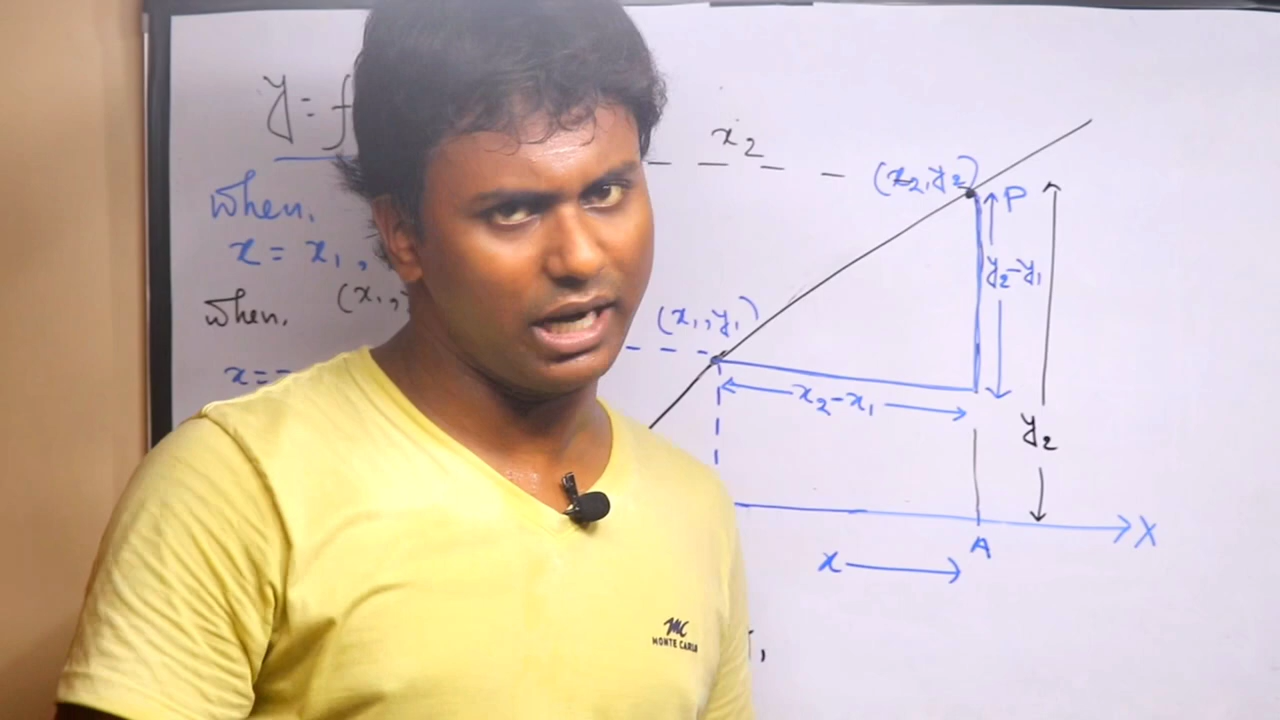 y = f
x₂
(x₂, y₂)
P
when.
x = x₁,
y₂-y₁
when. (x₁,
(x₁, y₁)
x =
x₂-x₁
y₂
X
A
x
MC
MONTE CARLO